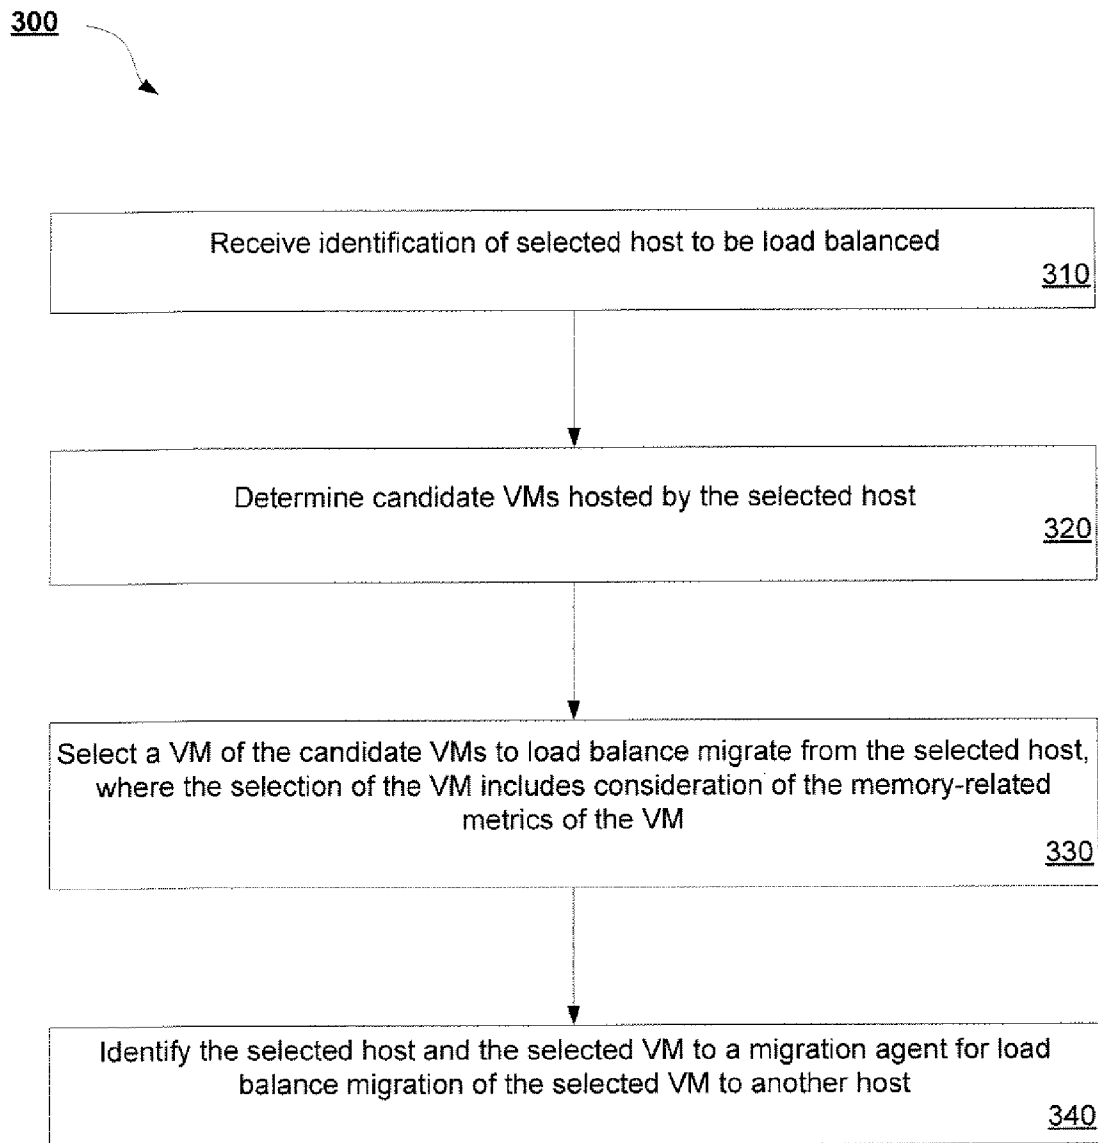 300
Receive identification of selected host to be load balanced
310
Determine candidate VMs hosted by the selected host
320
Select a VM of the candidate VMs to load balance migrate from the selected host,
where the selection of the VM includes consideration of the memory-related
metrics of the VM
330
Identify the selected host and the selected VM to a migration agent for load
balance migration of the selected VM to another host
340